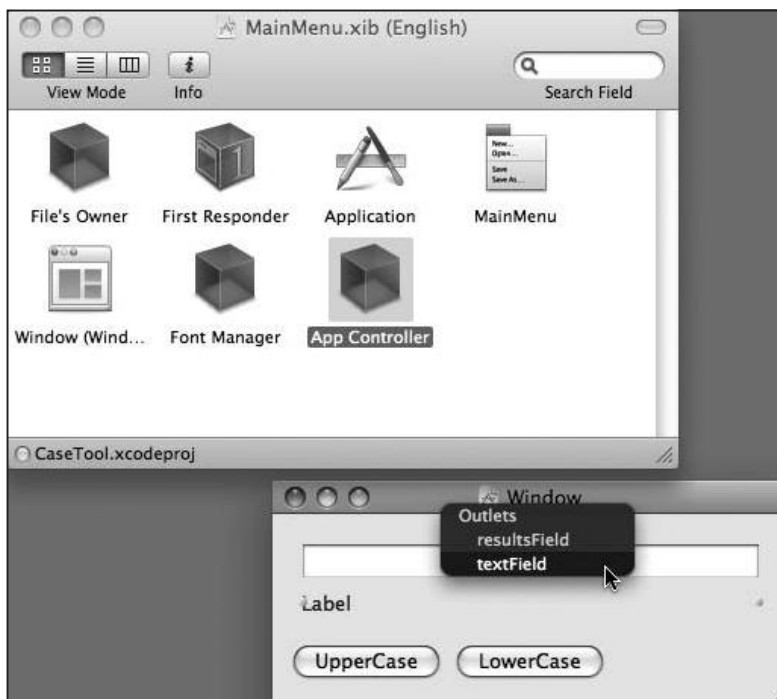 MainMenu.xib (English)
View Mode
Info
Search Field
New...
Open...
Save
Save As...
1
File's Owner
First Responder
Application
MainMenu
Window (Wind...
Font Manager
App Controller
CaseTool.xcodeproj
Window
Outlets
resultsField
textField
Label
UpperCase
LowerCase